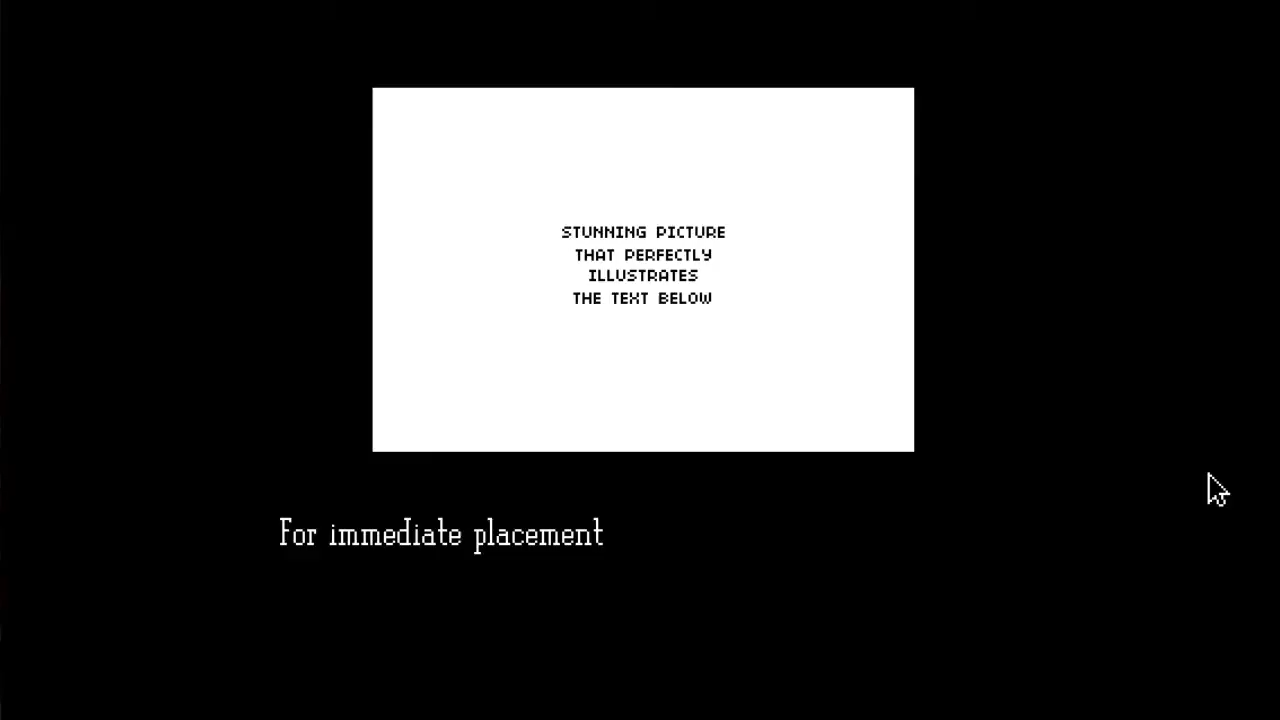 STUNNING PICTURE
THAT PERFECTLY
ILLUSTRATES
THE TEXT BELOW
For immediate placement